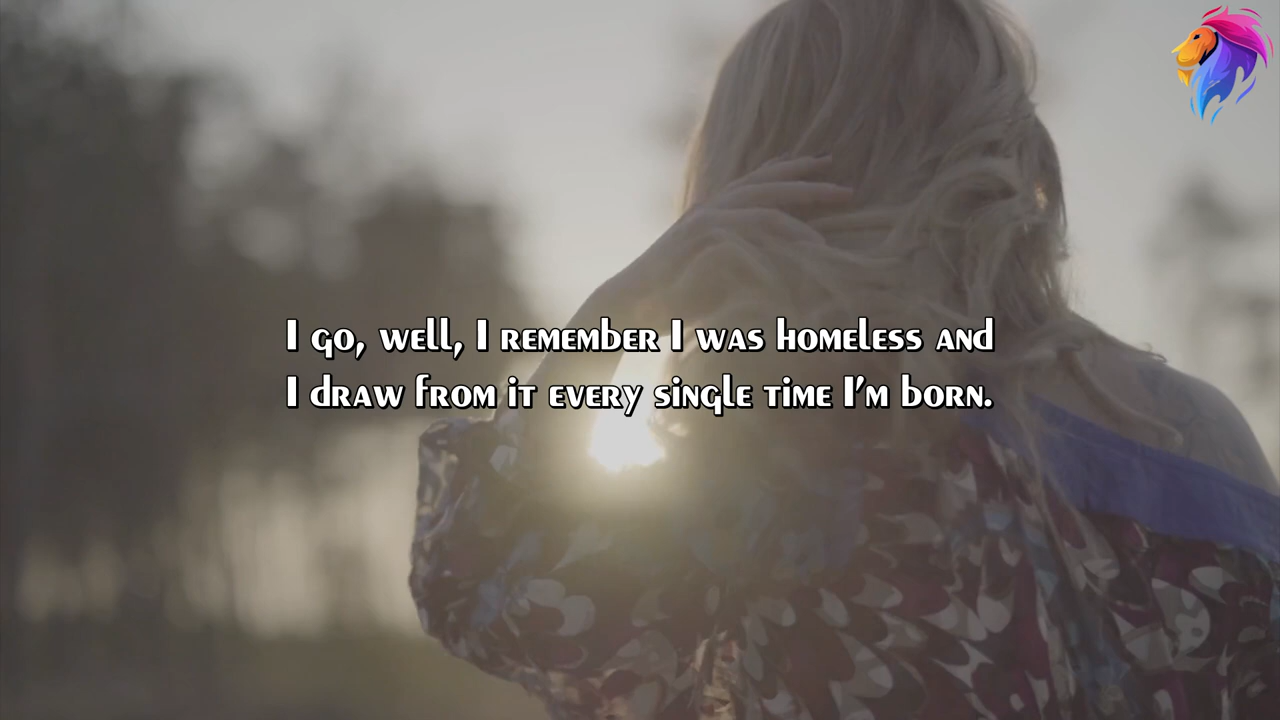 I go, well, I remember I was homeless and
I draw from it every single time I'm born.